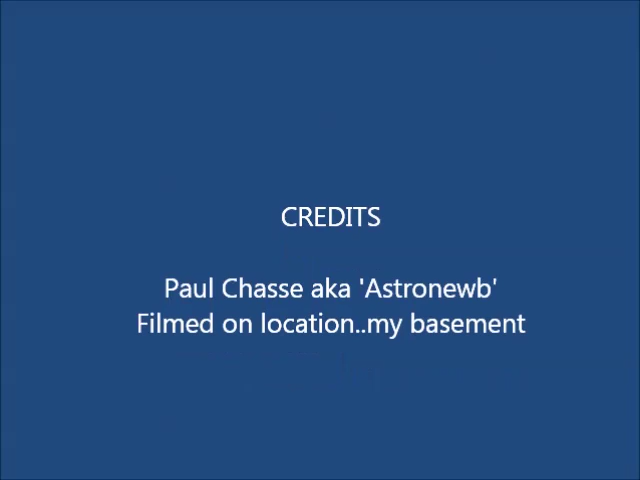 CREDITS
Paul Chasse aka 'Astronewb'
Filmed on location..my basement